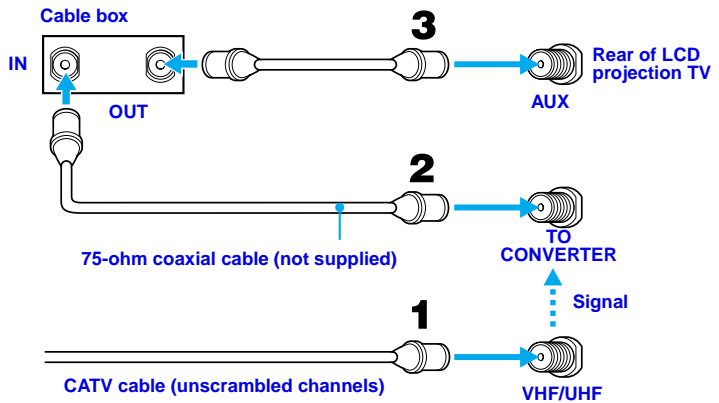 Cable box
IN
OUT
3
AUX
Rear of LCD
projection TV
2
TO
CONVERTER
75-ohm coaxial cable (not supplied)
Signal
1
CATV cable (unscrambled channels)
VHF/UHF